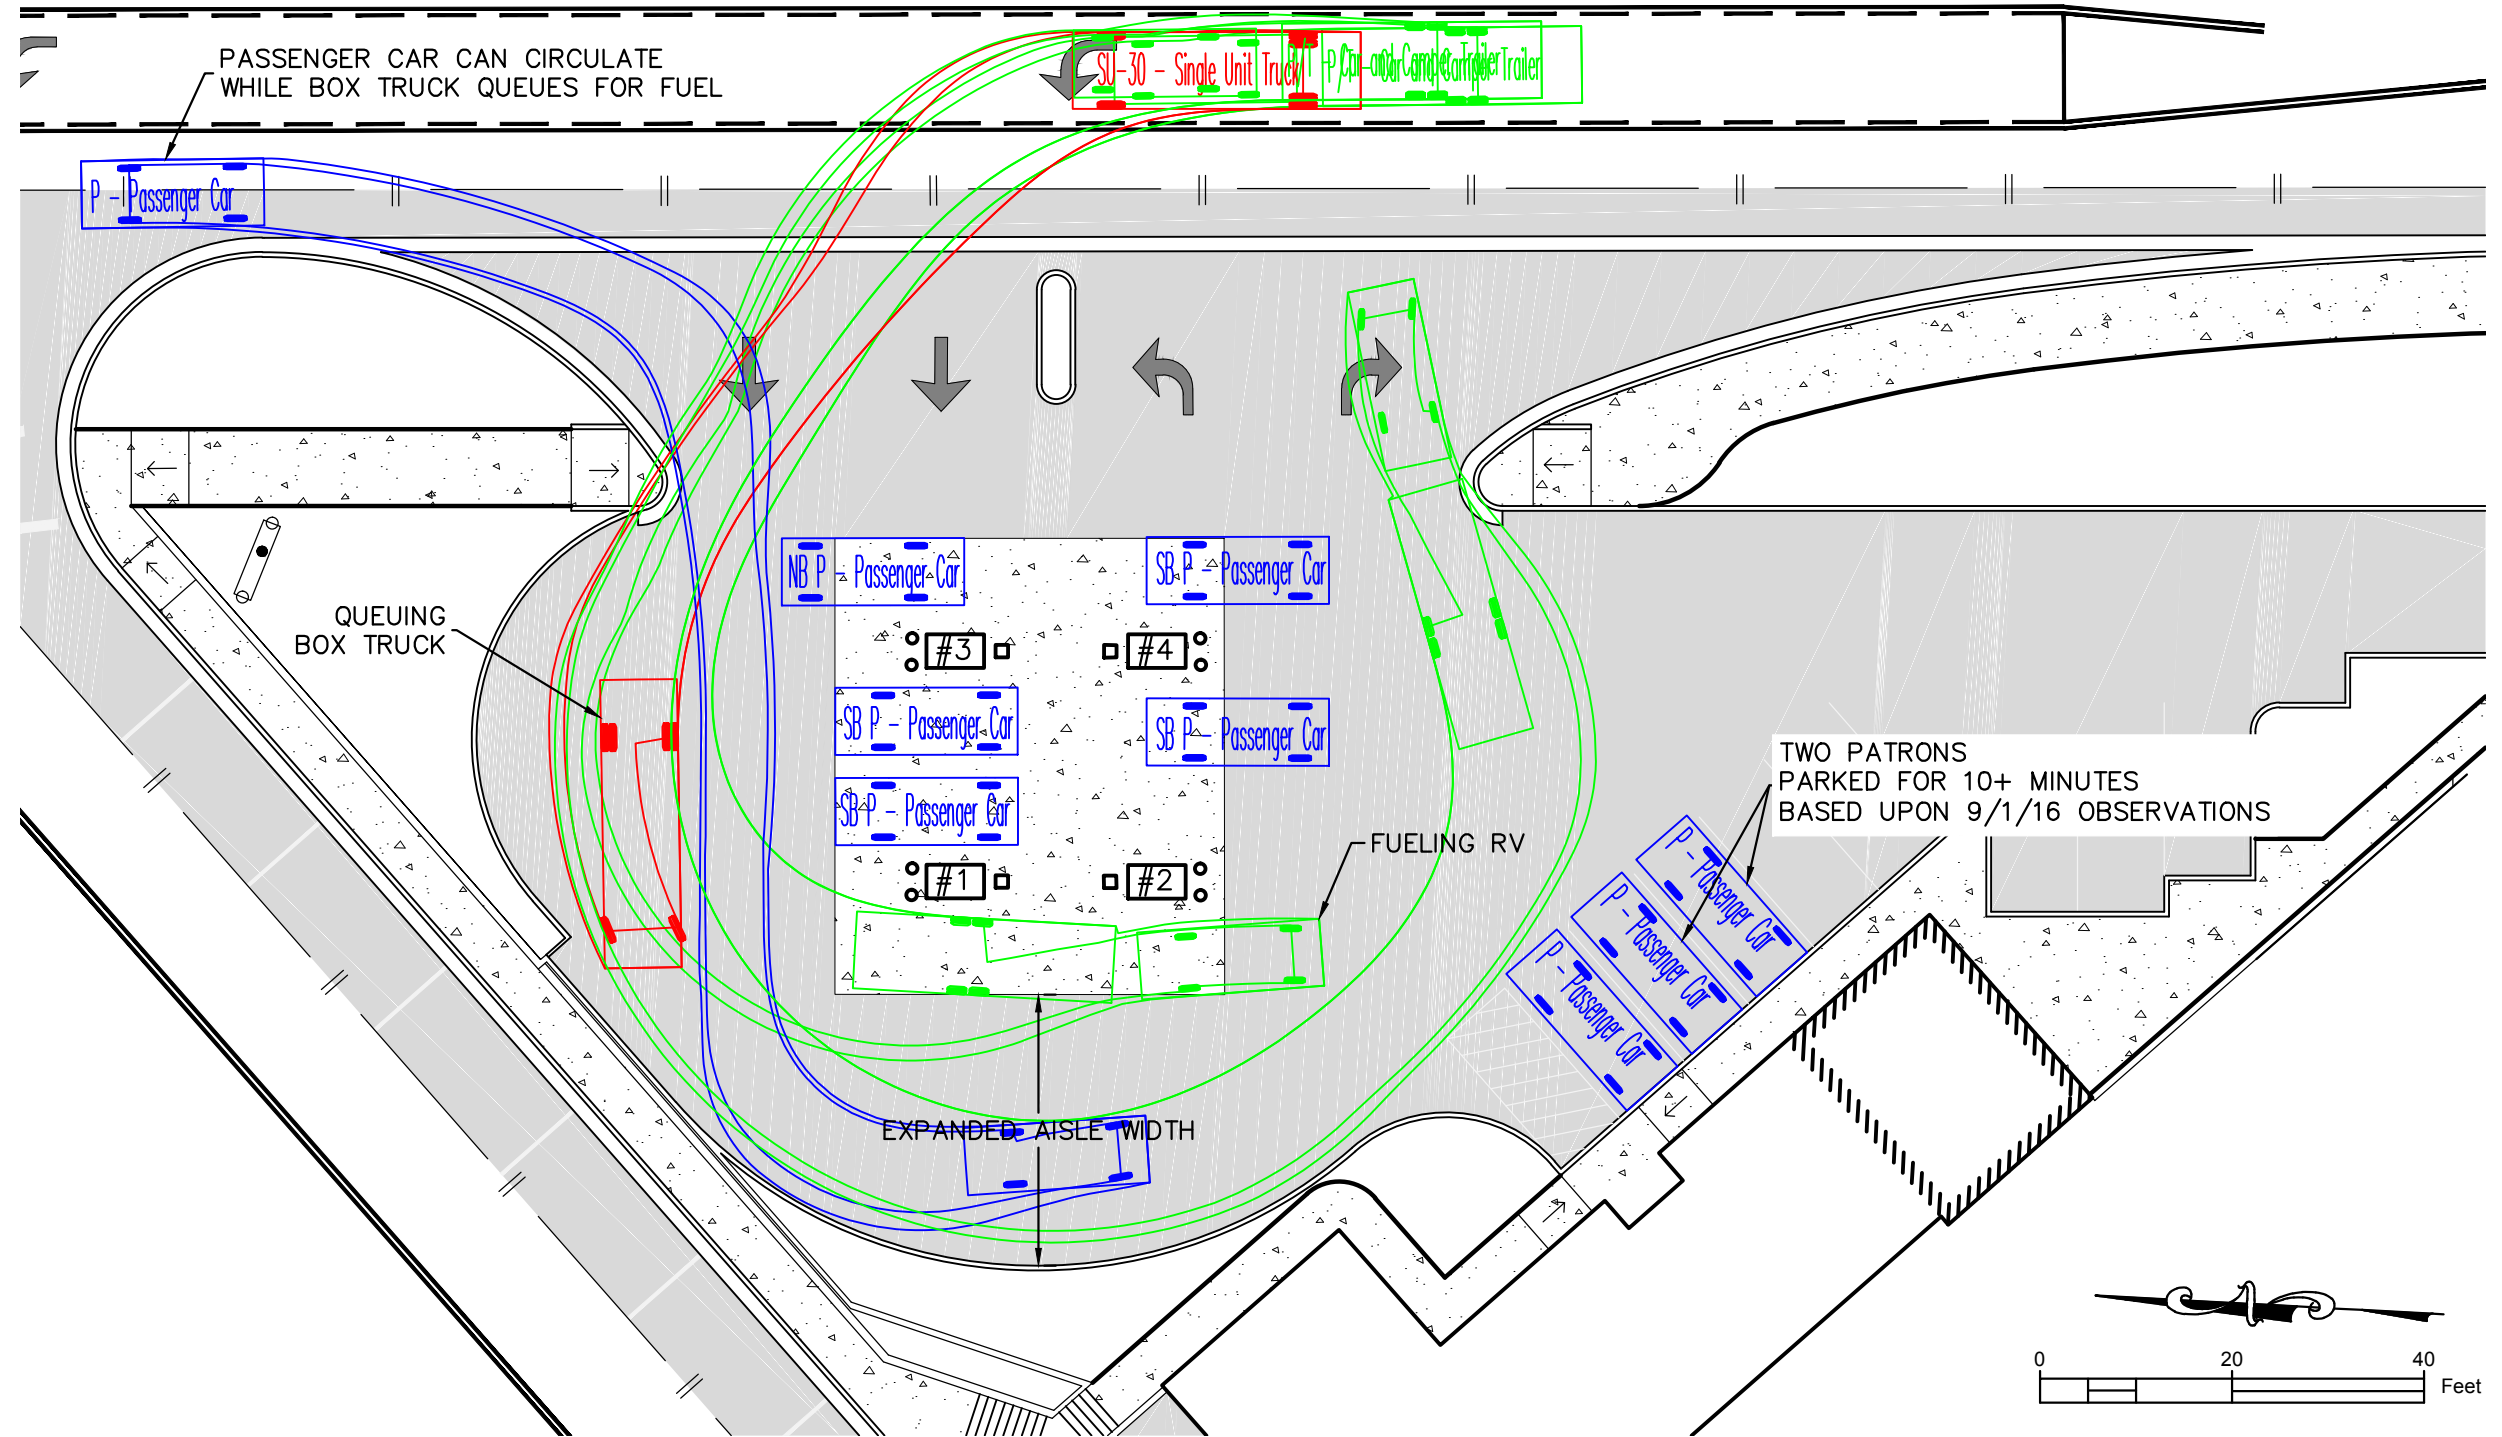 PASSENGER CAR CAN CIRCULATE
WHILE BOX TRUCK QUEUES FOR FUEL
SU-30 - Single Unit Truck
P - Passenger Car
QUEUING
BOX TRUCK
NB P - Passenger Car
SB P - Passenger Car
#3
#4
SB P - Passenger Car
SB P - Passenger Car
SB P - Passenger Car
#1
#2
FUELING RV
TWO PATRONS
PARKED FOR 10+ MINUTES
BASED UPON 9/1/16 OBSERVATIONS
P - Passenger Car
P - Passenger Car
P - Passenger Car
EXPANDED AISLE WIDTH
0 20 40
Feet